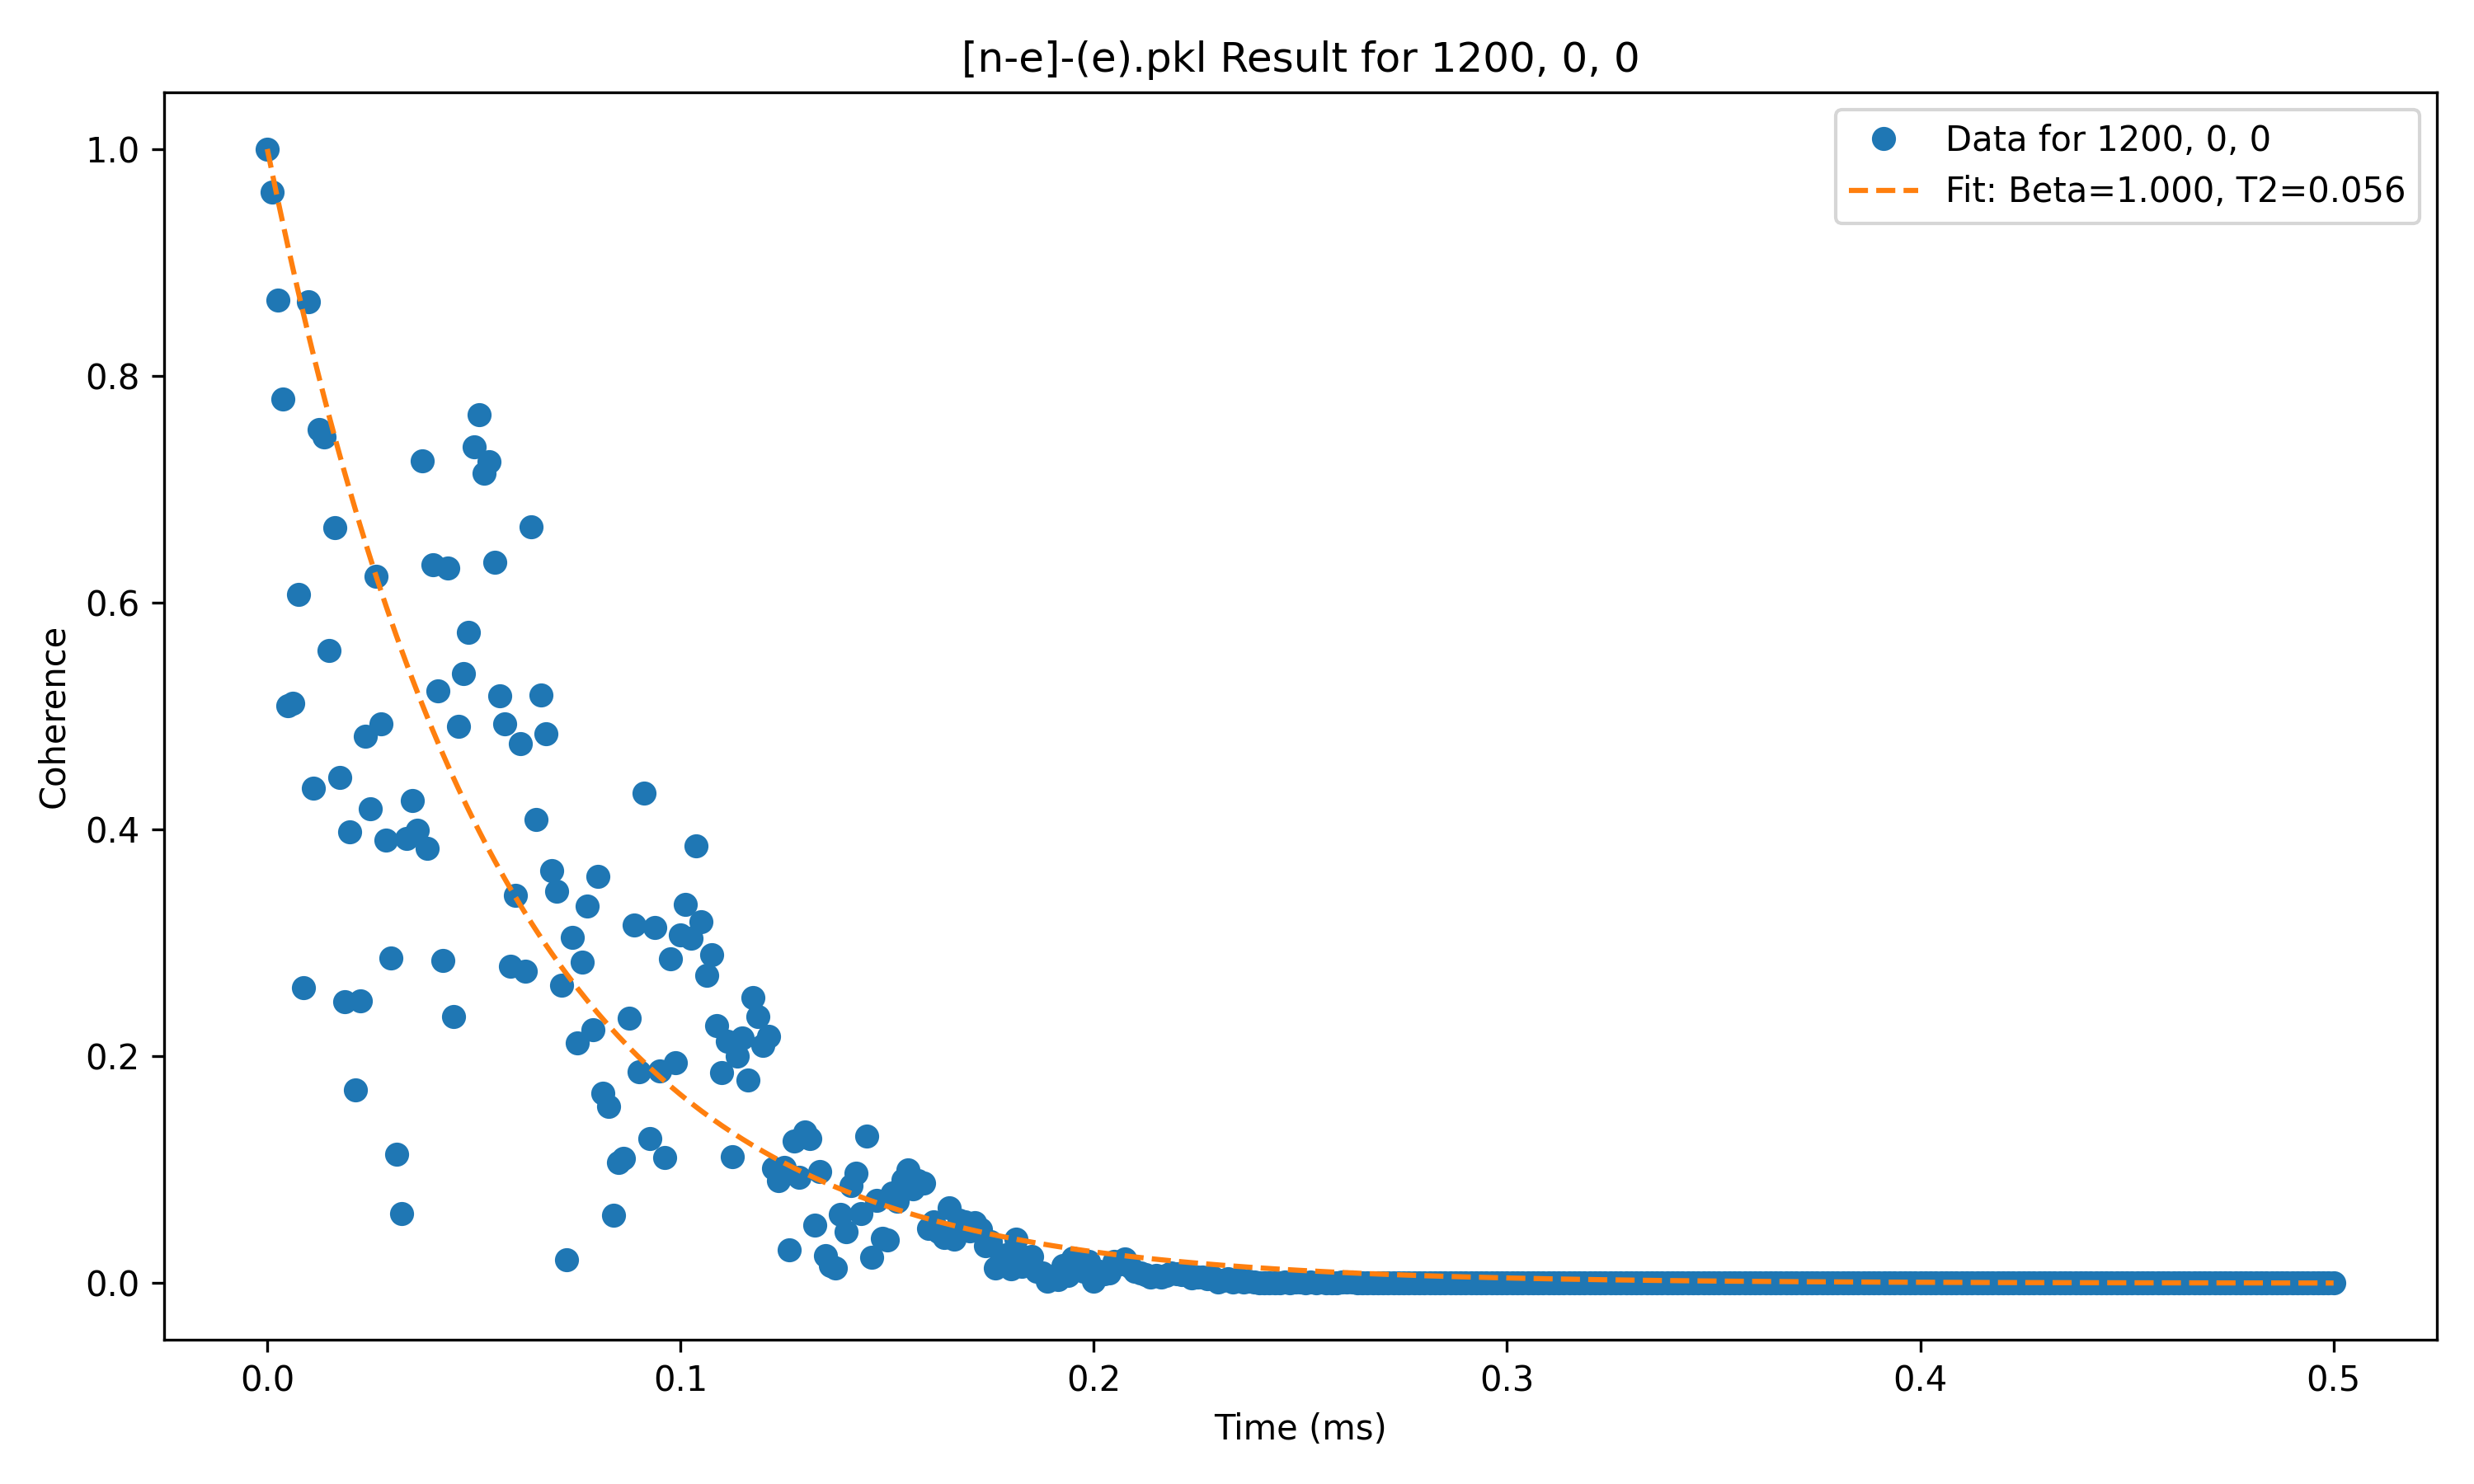 [n-e]-(e).pkl Result for 1200, 0, 0
Data for 1200, 0, 0
Fit: Beta=1.000, T2=0.056
Coherence
1.0
0.8
0.6
0.4
0.2
0.0
0.0 0.1 0.2 0.3 0.4 0.5
Time (ms)